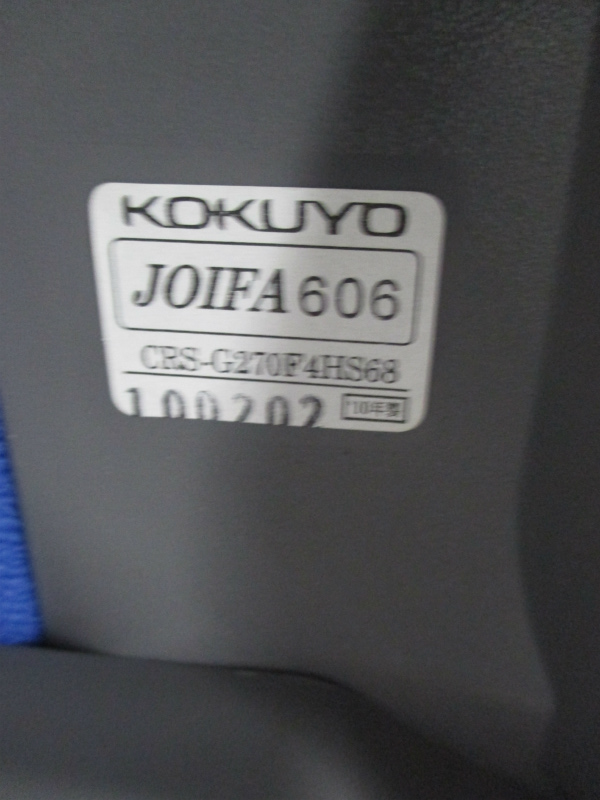 KOKUYO
JOIFA 606
CRS-G270F4HS68
100202 '10年製